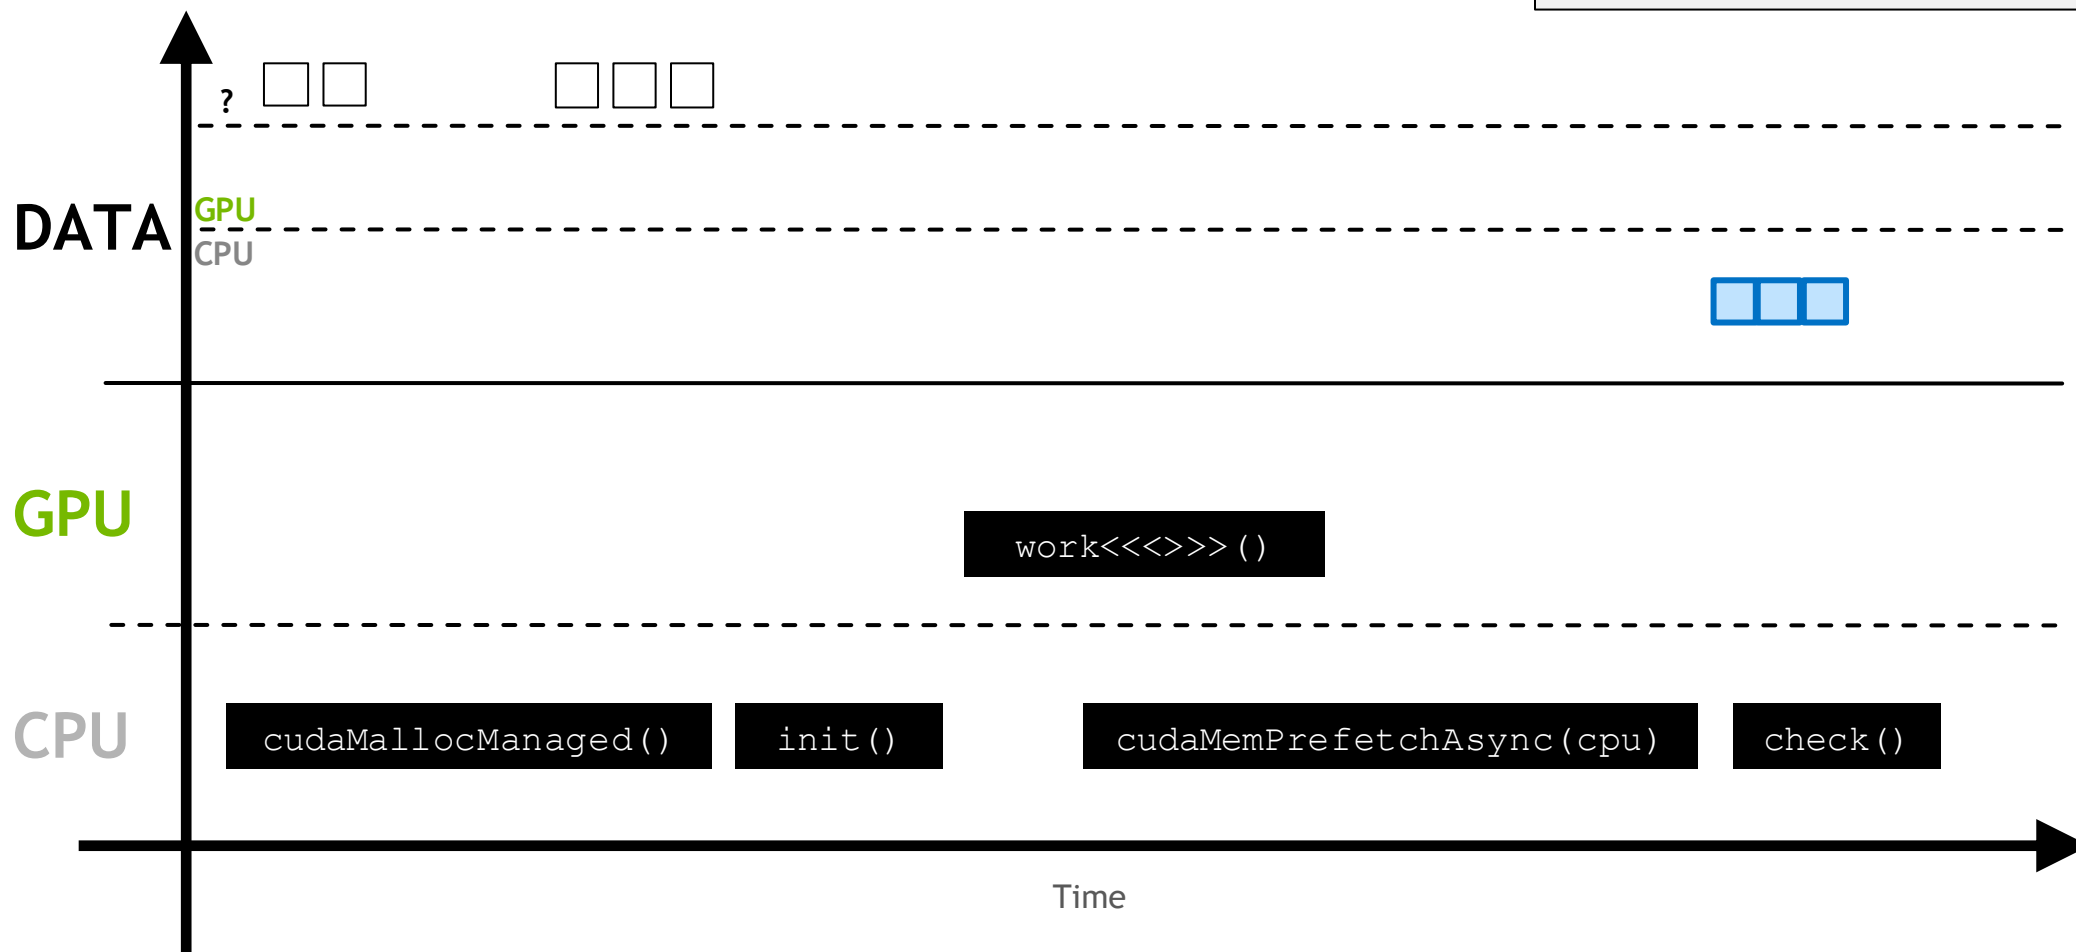 ?
DATA
GPU
CPU
GPU
work<<<>>>()
CPU
cudaMallocManaged()
init()
cudaMemPrefetchAsync(cpu)
check()
Time